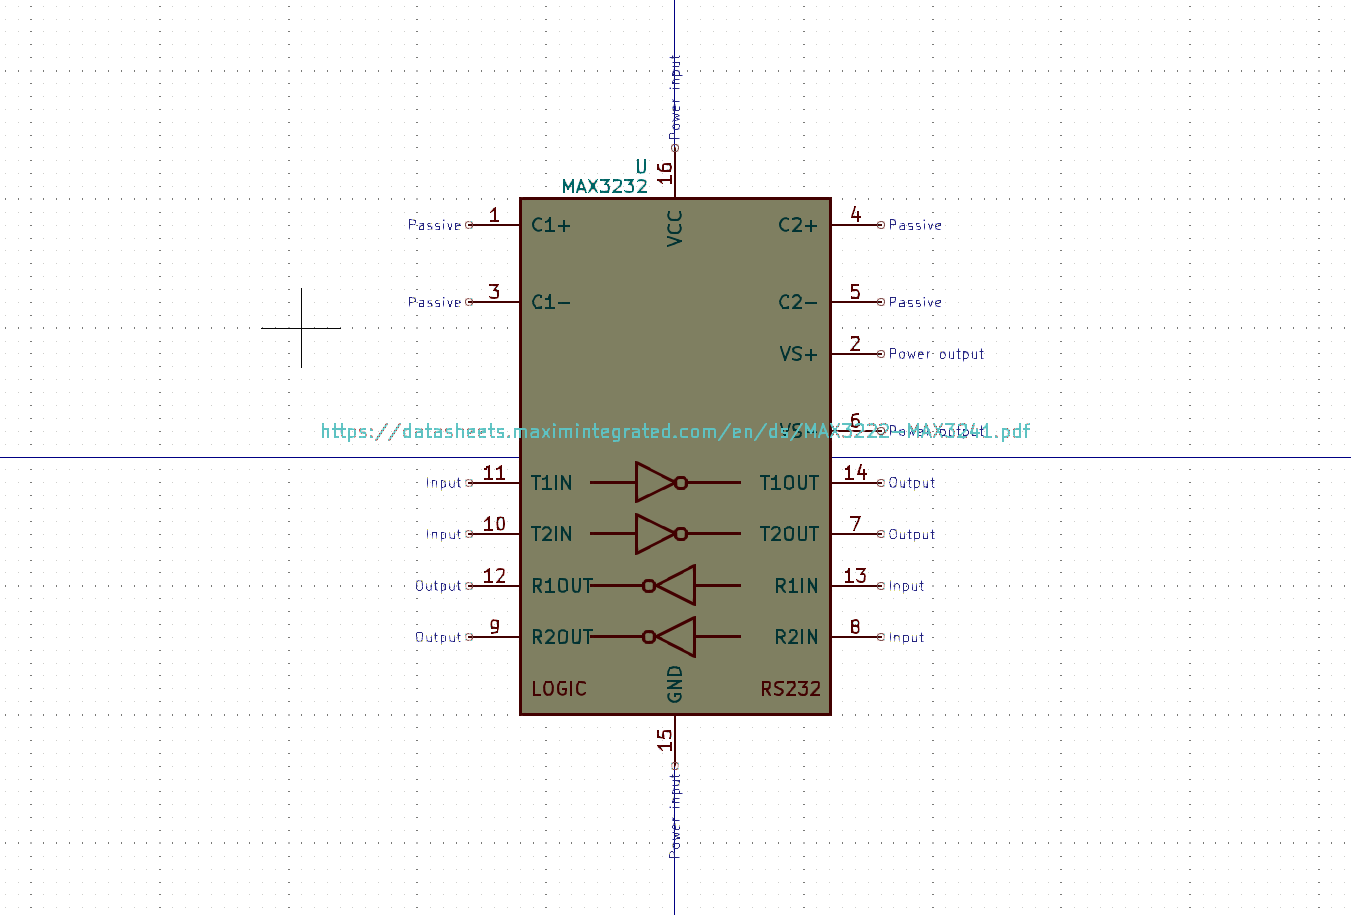 Power input
16
U
MAX3232
VCC
Passive 1 C1+ C2+ 4 Passive
Passive 3 C1- C2- 5 Passive
VS+ 2 Power output
VS- 6 Power output
https://datasheets.maximintegrated.com/en/ds/MAX3222-MAX3241.pdf
Input 11 T1IN T1OUT 14 Output
Input 10 T2IN T2OUT 7 Output
Output 12 R1OUT R1IN 13 Input
Output 9 R2OUT R2IN 8 Input
LOGIC GND RS232
15
Power input